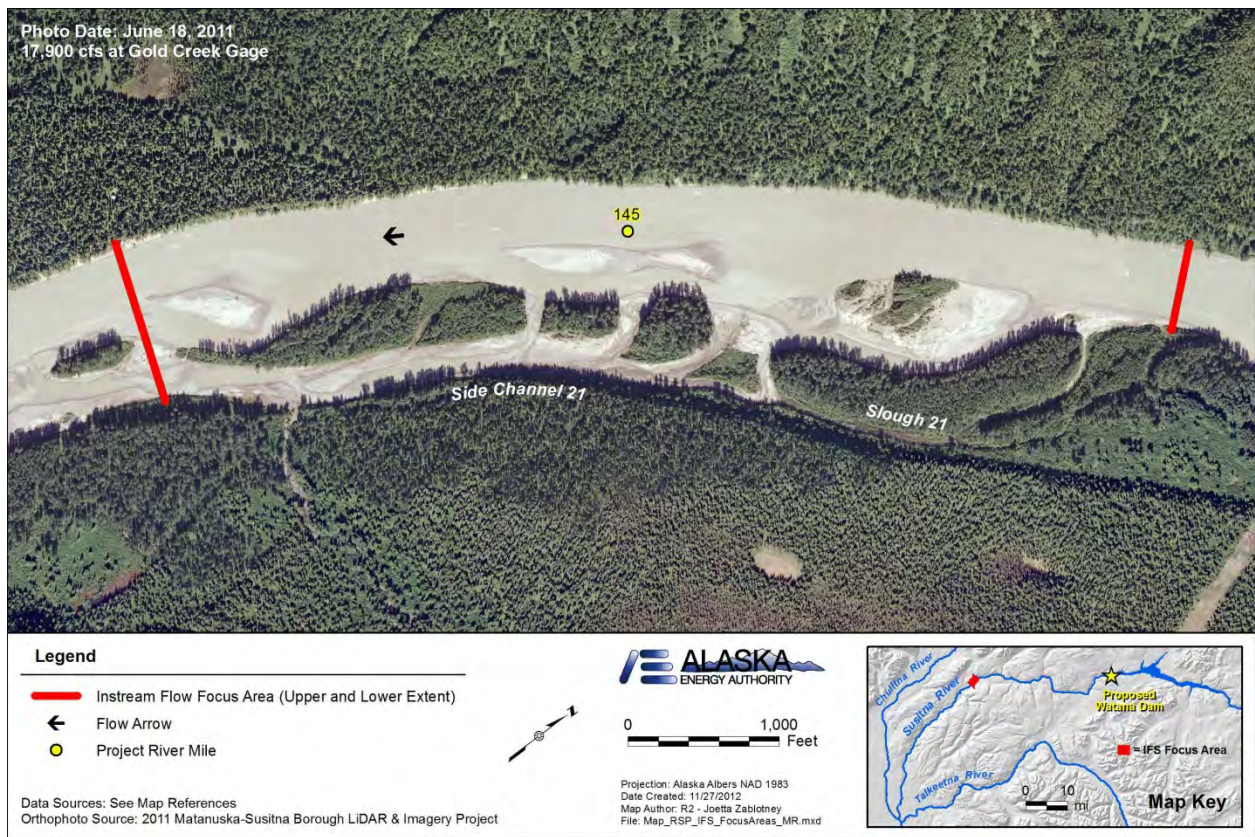 Photo Date: June 18, 2011
17,900 cfs at Gold Creek Gage
145
Side Channel 21
Slough 21
Legend
Instream Flow Focus Area (Upper and Lower Extent)
Flow Arrow
Project River Mile
Data Sources: See Map References
Orthophoto Source: 2011 Matanuska-Susitna Borough LiDAR & Imagery Project
N
ALASKA
ENERGY AUTHORITY
0 1,000
Feet
Projection: Alaska Albers NAD 1983
Date Created: 11/27/2012
Map Author: R2 - Joetta Zablotney
File: Map_RSP_IFS_FocusAreas_MR.mxd
Chulitna River
Susitna River
Talkeetna River
Proposed
Watana Dam
= IFS Focus Area
0 10
mi
Map Key